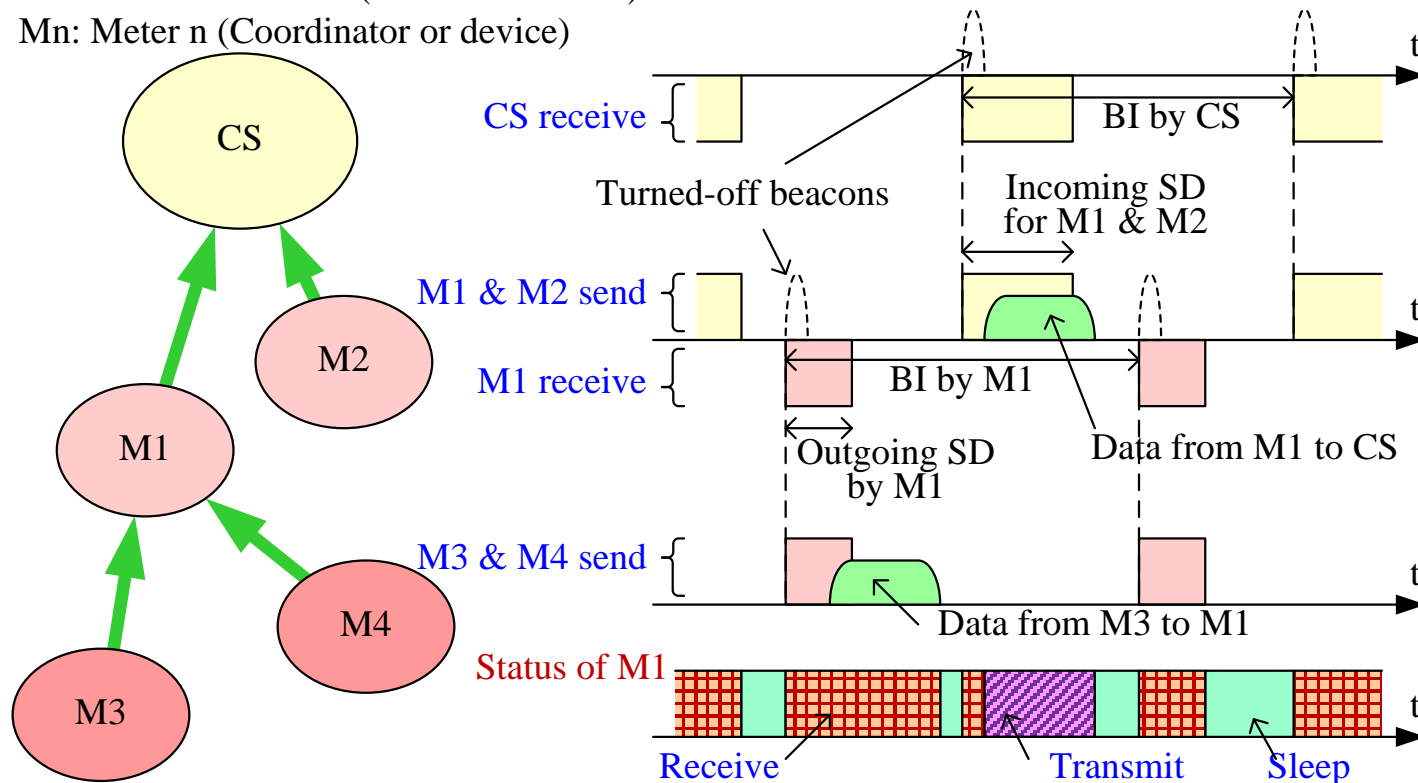 Mn: Meter n (Coordinator or device)
CS
M2
M1
M4
M3
t
CS receive
BI by CS
Turned-off beacons
Incoming SD
for M1 & M2
M1 & M2 send
t
M1 receive
BI by M1
Data from M1 to CS
Outgoing SD
by M1
M3 & M4 send
t
Data from M3 to M1
Status of M1
t
Receive
Transmit
Sleep